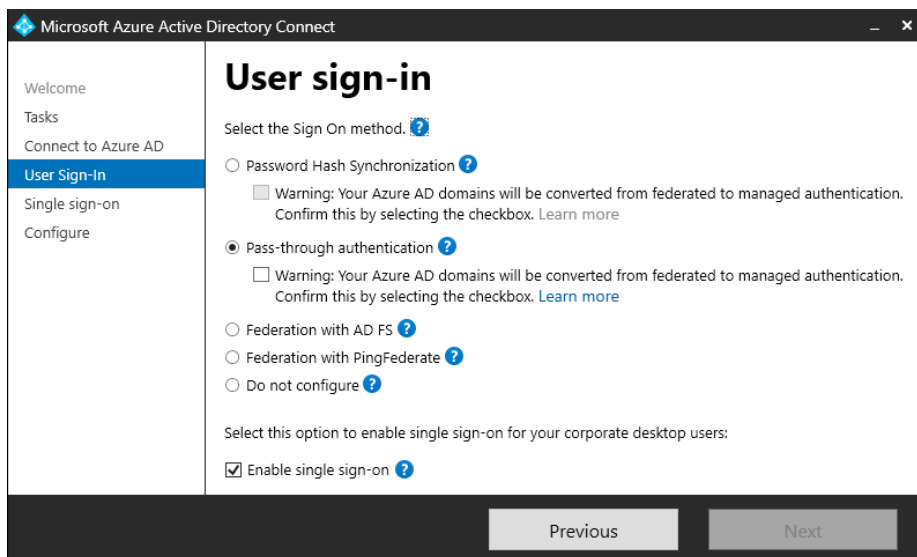 Microsoft Azure Active Directory Connect
Welcome
Tasks
Connect to Azure AD
User Sign-In
Single sign-on
Configure
User sign-in
Select the Sign On method. ?
Password Hash Synchronization ?
Warning: Your Azure AD domains will be converted from federated to managed authentication.
Confirm this by selecting the checkbox. Learn more
Pass-through authentication ?
Warning: Your Azure AD domains will be converted from federated to managed authentication.
Confirm this by selecting the checkbox. Learn more
Federation with AD FS ?
Federation with PingFederate ?
Do not configure ?
Select this option to enable single sign-on for your corporate desktop users:
Enable single sign-on ?
Previous
Next